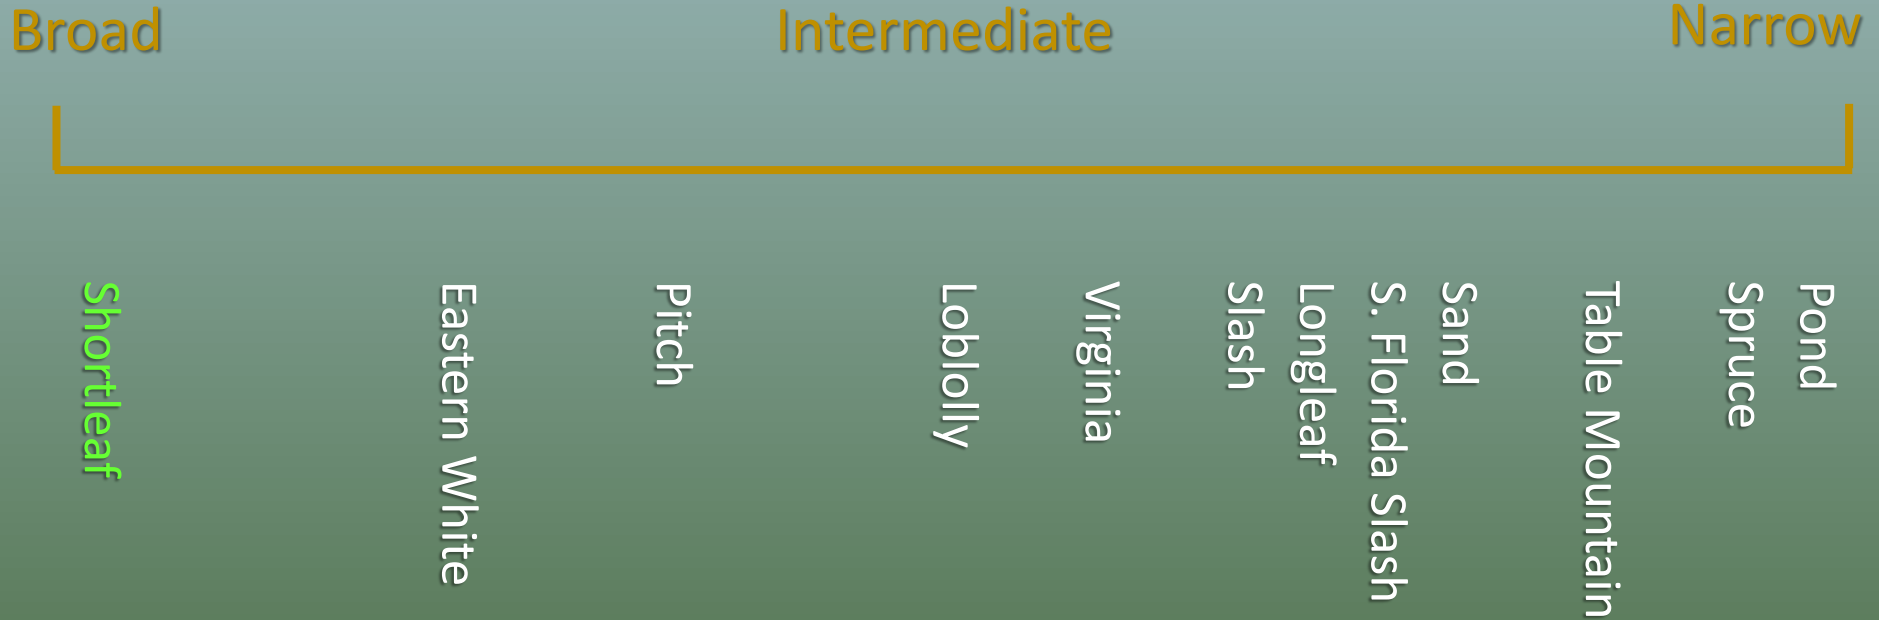 Broad
Intermediate
Narrow
Shortleaf
Eastern White
Pitch
Loblolly
Virginia
Slash
Longleaf
S. Florida Slash
Sand
Table Mountain
Spruce
Pond